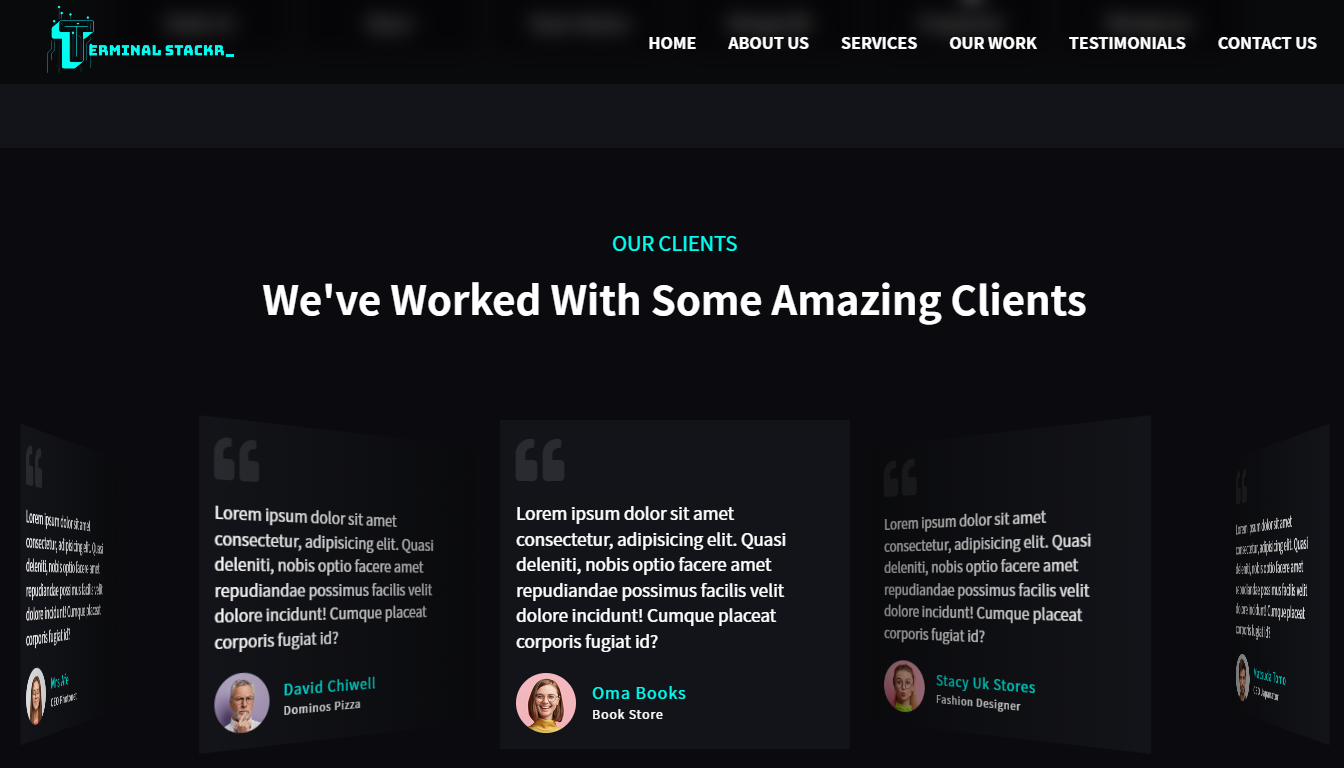 TERMINAL STACKR_
HOME ABOUT US SERVICES OUR WORK TESTIMONIALS CONTACT US
OUR CLIENTS
We've Worked With Some Amazing Clients
Lorem ipsum dolor sit amet
consectetur, adipisicing elit. Quasi
deleniti, nobis optio facere amet
repudiandae possimus facilis velit
dolore incidunt! Cumque placeat
corporis fugiat id?
Mrs Afe
CEO
Lorem ipsum dolor sit amet
consectetur, adipisicing elit. Quasi
deleniti, nobis optio facere amet
repudiandae possimus facilis velit
dolore incidunt! Cumque placeat
corporis fugiat id?
David Chiwell
Dominos Pizza
Lorem ipsum dolor sit amet
consectetur, adipisicing elit. Quasi
deleniti, nobis optio facere amet
repudiandae possimus facilis velit
dolore incidunt! Cumque placeat
corporis fugiat id?
Oma Books
Book Store
Lorem ipsum dolor sit amet
consectetur, adipisicing elit. Quasi
deleniti, nobis optio facere amet
repudiandae possimus facilis velit
dolore incidunt! Cumque placeat
corporis fugiat id?
Stacy Uk Stores
Fashion Designer
Lorem ipsum dolor sit amet
consectetur, adipisicing elit. Quasi
deleniti, nobis optio facere amet
repudiandae possimus facilis velit
dolore incidunt! Cumque placeat
corporis fugiat id?
CEO